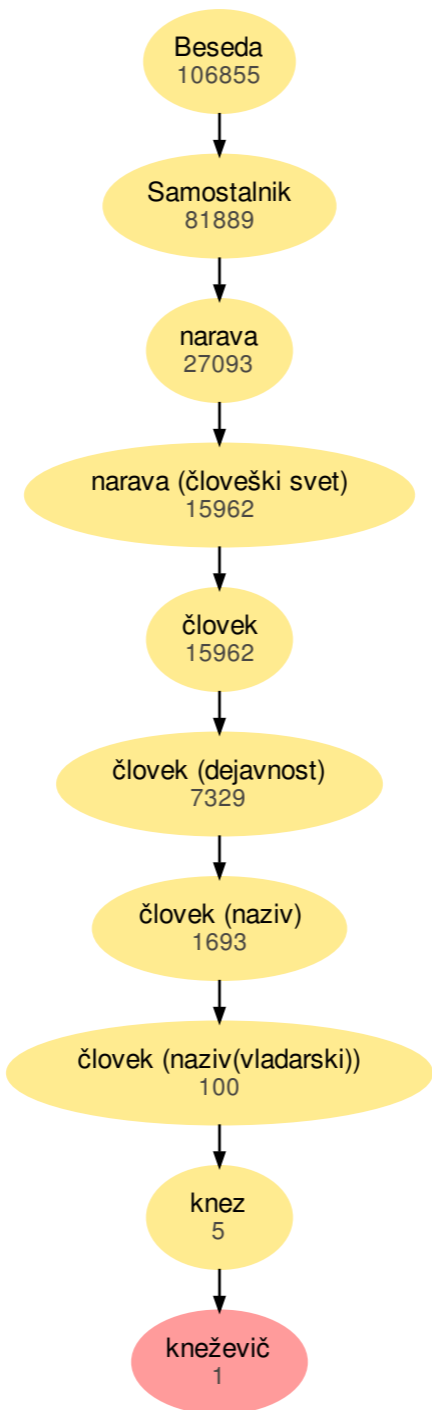 Beseda
106855
Samostalnik
81889
narava
27093
narava (človeški svet)
15962
človek
15962
človek (dejavnost)
7329
človek (naziv)
1693
človek (naziv(vladarski))
100
knez
5
kneževič
1